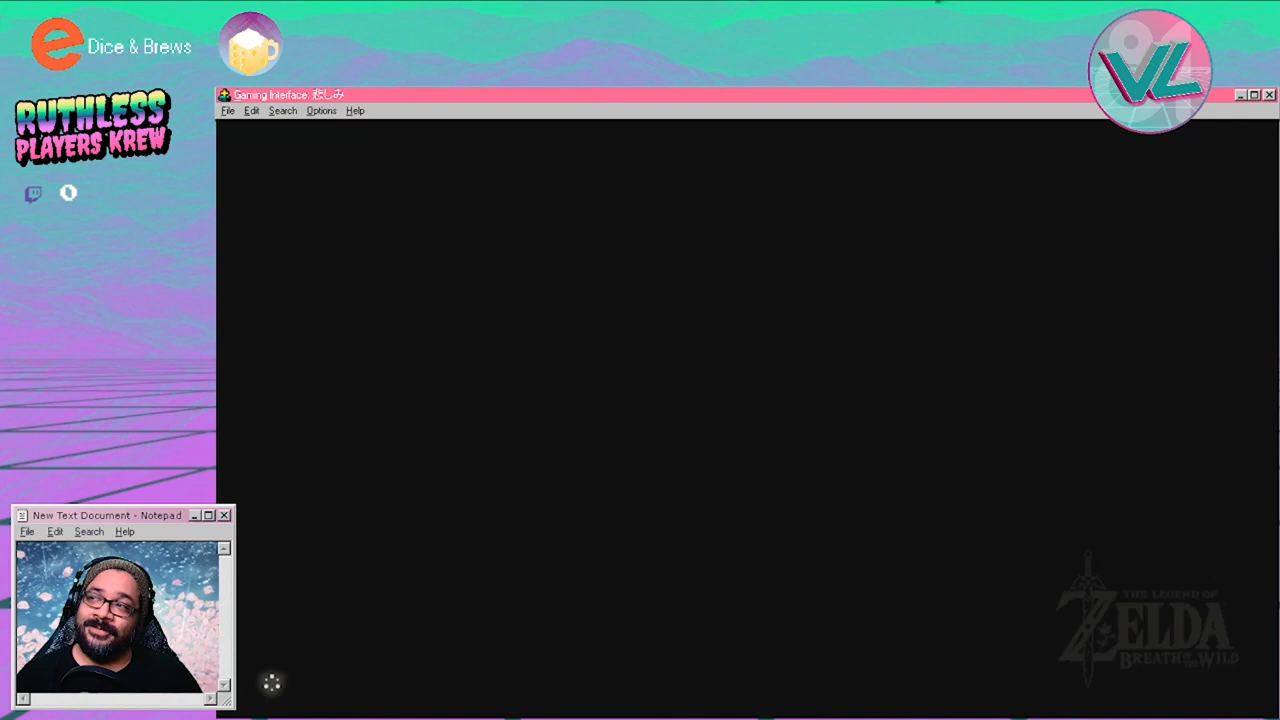 Dice & Brews
VL
RUTHLESS
PLAYERS KREW
Gaming Interface: 悲しみ
File Edit Search Options Help
New Text Document - Notepad
File Edit Search Help
THE LEGEND OF
ZELDA
BREATH OF THE WILD